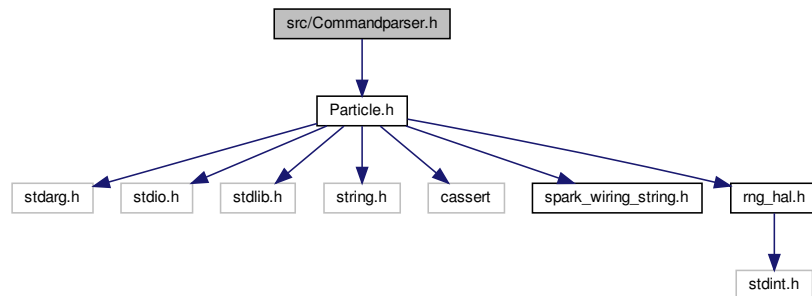 src/Commandparser.h
Particle.h
stdarg.h
stdio.h
stdlib.h
string.h
cassert
spark_wiring_string.h
rng_hal.h
stdint.h